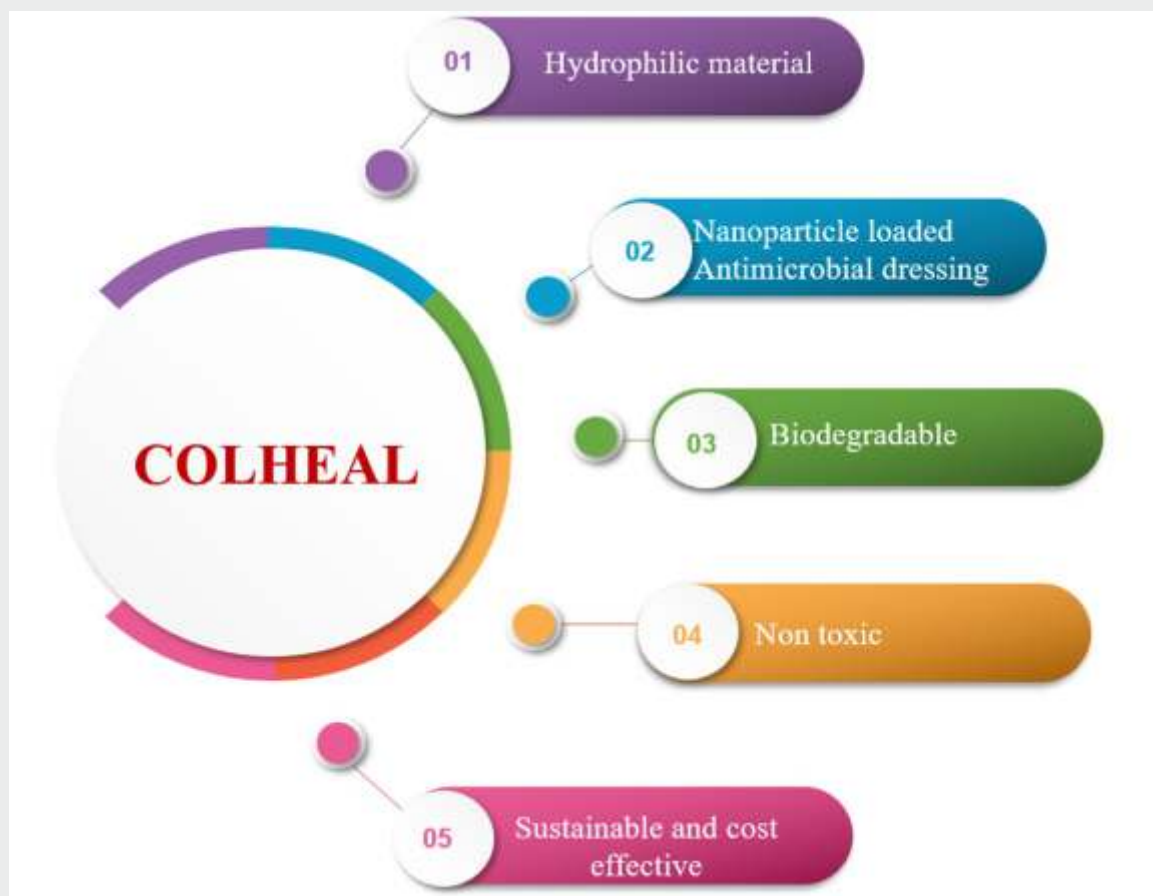 01
Hydrophilic material
02
Nanoparticle loaded
Antimicrobial dressing
03
Biodegradable
COLHEAL
04
Non toxic
05
Sustainable and cost
effective